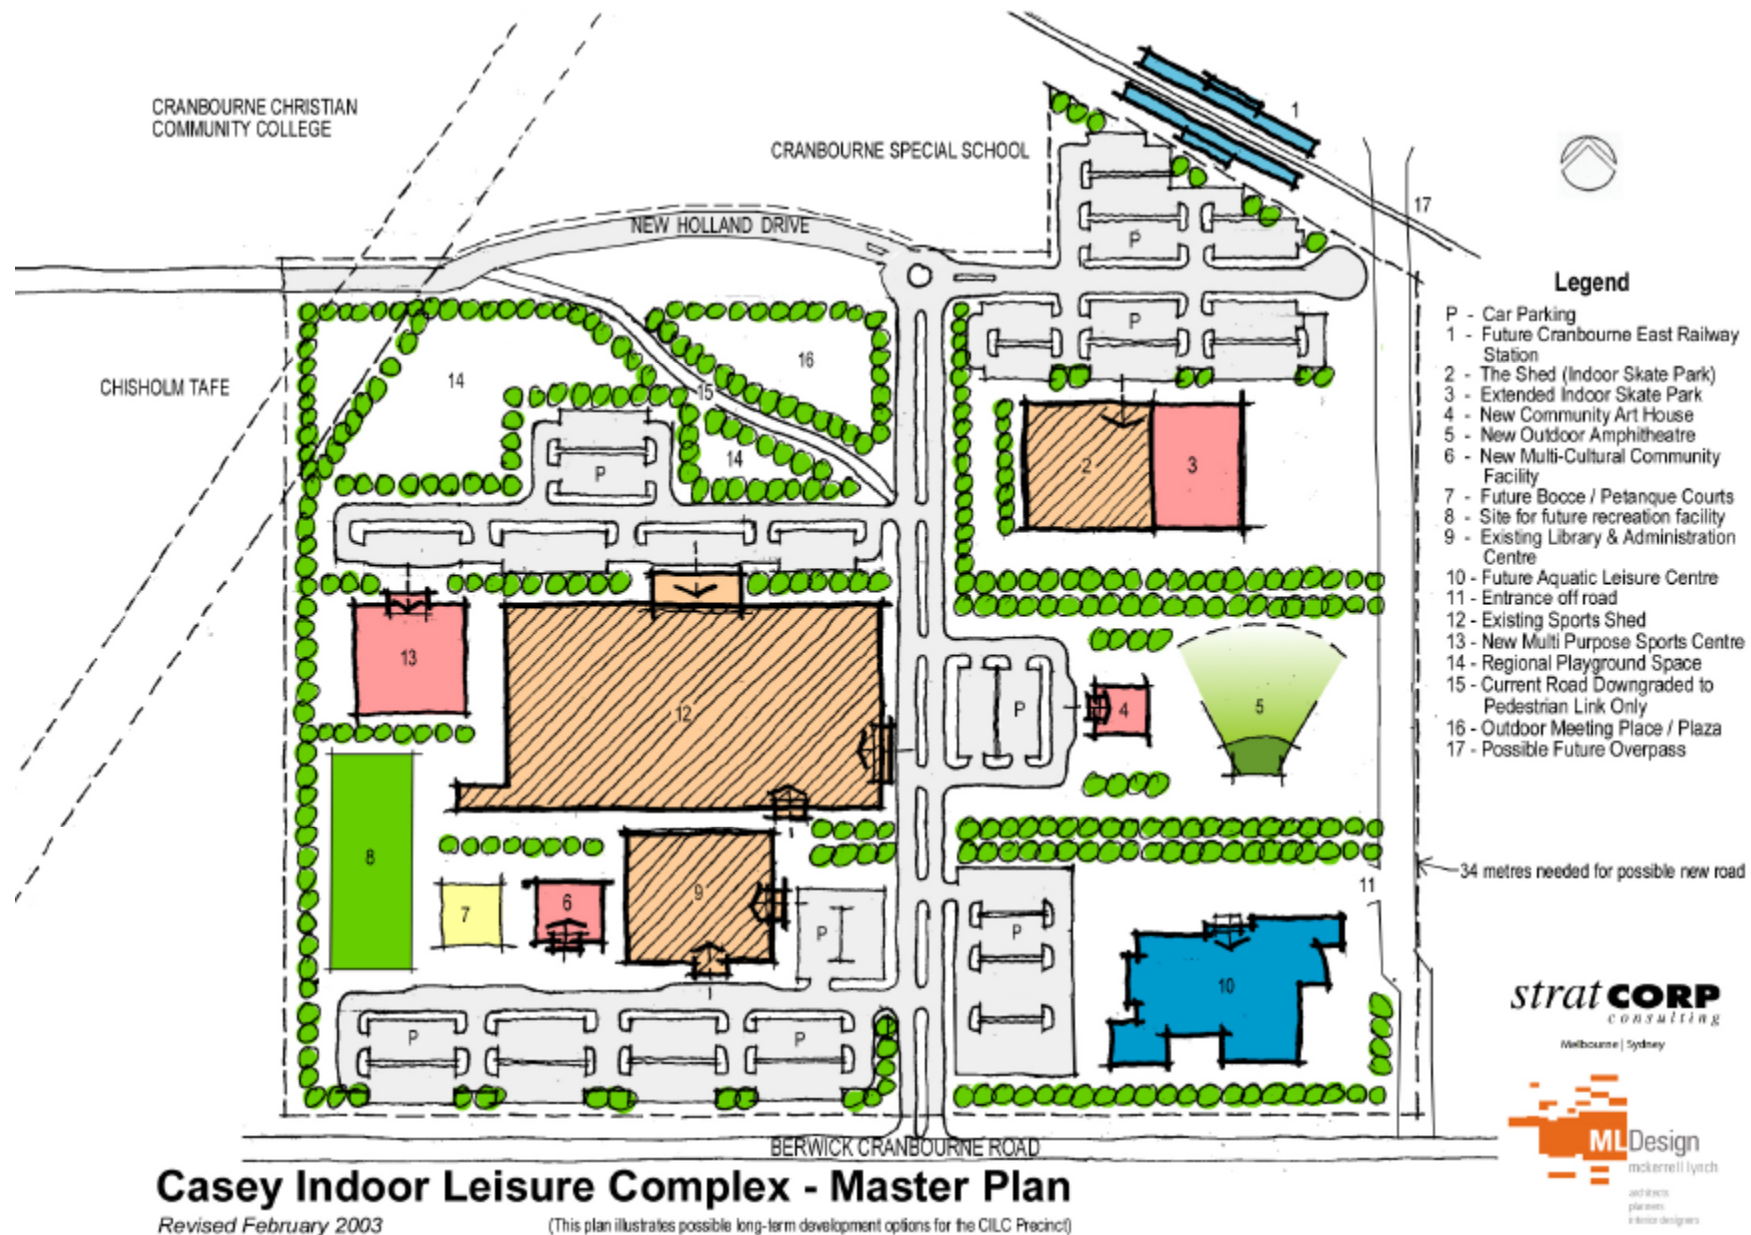 CRANBOURNE CHRISTIAN
COMMUNITY COLLEGE
CRANBOURNE SPECIAL SCHOOL
1
17
NEW HOLLAND DRIVE
P
P
CHISHOLM TAFE
14
16
15
14
P
2
3
13
12
P
4
5
8
7
6
9
P
P
11
34 metres needed for possible new road
10
P
P
BERWICK CRANBOURNE ROAD
Legend
P - Car Parking
1 - Future Cranbourne East Railway
Station
2 - The Shed (Indoor Skate Park)
3 - Extended Indoor Skate Park
4 - New Community Art House
5 - New Outdoor Amphitheatre
6 - New Multi-Cultural Community
Facility
7 - Future Bocce / Petanque Courts
8 - Site for future recreation facility
9 - Existing Library & Administration
Centre
10 - Future Aquatic Leisure Centre
11 - Entrance off road
12 - Existing Sports Shed
13 - New Multi Purpose Sports Centre
14 - Regional Playground Space
15 - Current Road Downgraded to
Pedestrian Link Only
16 - Outdoor Meeting Place / Plaza
17 - Possible Future Overpass
strat CORP
consulting
Melbourne | Sydney
MLDesign
mckerrell lynch
architects
planners
interior designers
Casey Indoor Leisure Complex - Master Plan
Revised February 2003
(This plan illustrates possible long-term development options for the CILC Precinct)